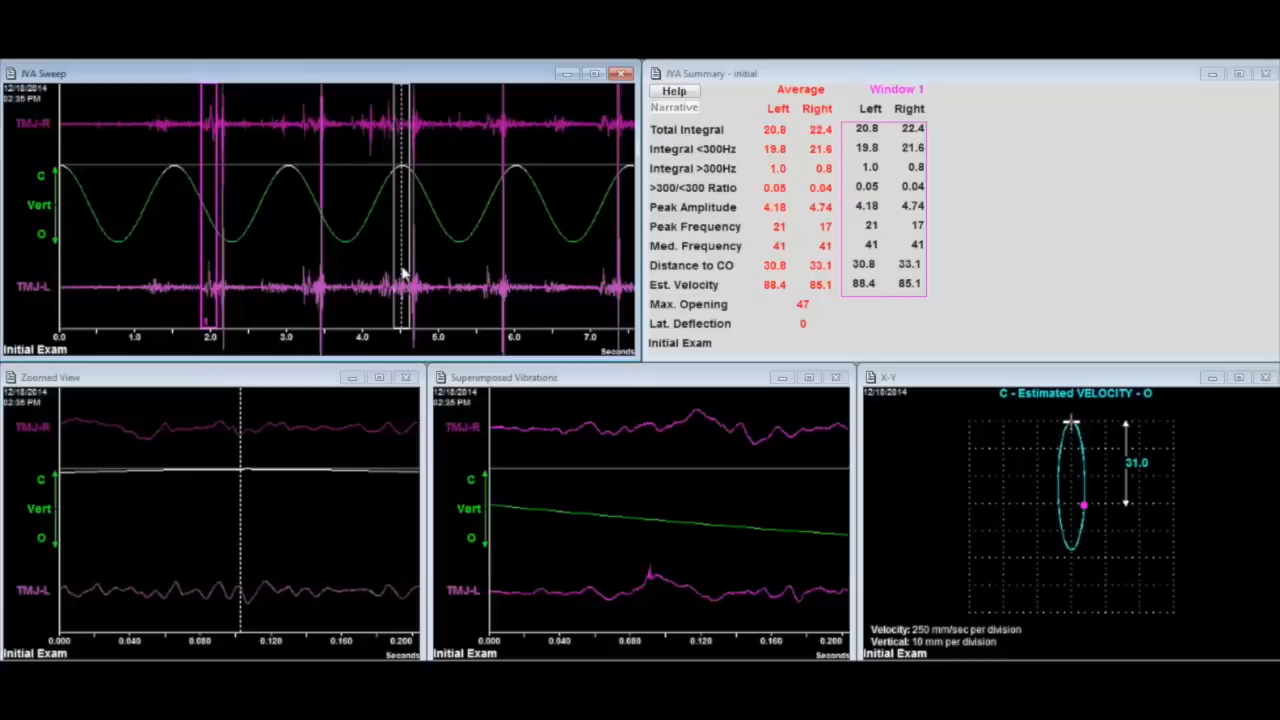 JVA Sweep
12/18/2014
02:35 PM
TMJ-R
C
Vert
O
TMJ-L
0.0 1.0 2.0 3.0 4.0 5.0 6.0 7.0
Seconds
Initial Exam
JVA Summary - initial
Help
Narrative
Average Window 1
Left Right Left Right
Total Integral 20.8 22.4 20.8 22.4
Integral <300Hz 19.8 21.6 19.8 21.6
Integral >300Hz 1.0 0.8 1.0 0.8
>300/<300 Ratio 0.05 0.04 0.05 0.04
Peak Amplitude 4.18 4.74 4.18 4.74
Peak Frequency 21 17 21 17
Med. Frequency 41 41 41 41
Distance to CO 30.8 33.1 30.8 33.1
Est. Velocity 88.4 85.1 88.4 85.1
Max. Opening 47
Lat. Deflection 0
Initial Exam
Zoomed View
12/18/2014
02:35 PM
TMJ-R
C
Vert
O
TMJ-L
0.000 0.040 0.080 0.120 0.160 0.200
Seconds
Initial Exam
Superimposed Vibrations
12/18/2014
02:35 PM
TMJ-R
C
Vert
O
TMJ-L
0.000 0.040 0.080 0.120 0.160 0.200
Seconds
Initial Exam
X-Y
12/18/2014
C - Estimated VELOCITY - O
31.0
Velocity: 250 mm/sec per division
Vertical: 10 mm per division
Initial Exam